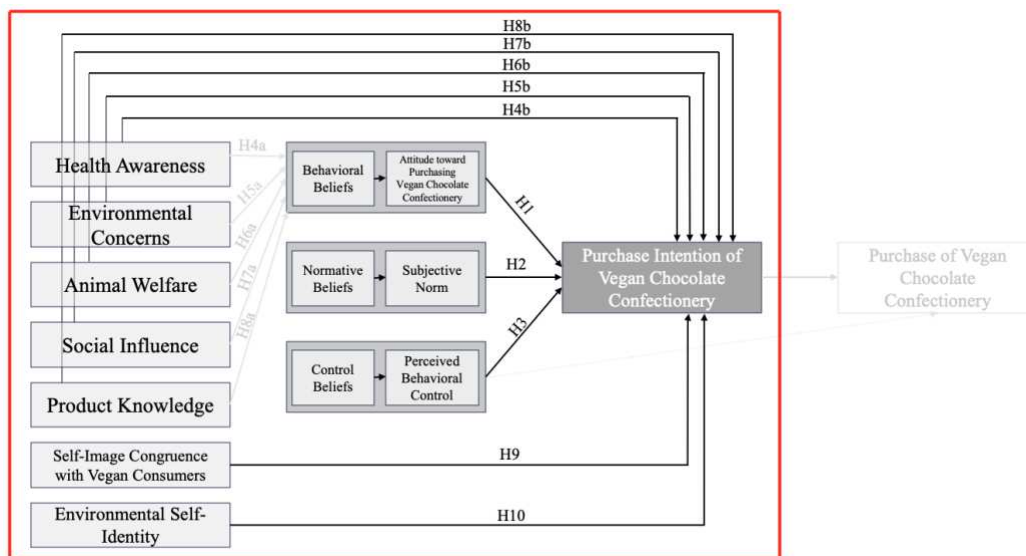 H8b
H7b
H6b
H5b
H4b
Health Awareness
H4a
Behavioral
Beliefs
Attitude toward
Purchasing
Vegan Chocolate
Confectionery
H1
Environmental
Concerns
H5a
Animal Welfare
H6a
Normative
Beliefs
Subjective
Norm
H2
Purchase Intention of
Vegan Chocolate
Confectionery
Purchase of Vegan
Chocolate
Confectionery
Social Influence
H7a
Product Knowledge
H8a
Control
Beliefs
Perceived
Behavioral
Control
H3
Self-Image Congruence
with Vegan Consumers
H9
Environmental Self-
Identity
H10